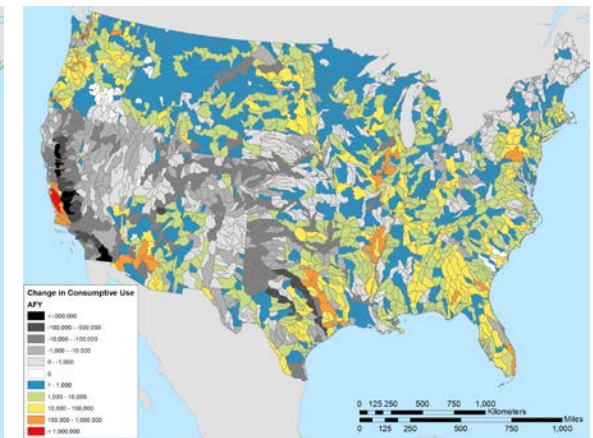 Change in Consumptive Use
AFY
< -500,000
-100,000 - -500,000
-10,000 - -100,000
-1,000 - -10,000
0 - -1,000
0
1 - 1,000
1,000 - 10,000
10,000 - 100,000
100,000 - 1,000,000
> 1,000,000
0 125 250 500 750 1,000
Kilometers
Miles
0 125 250 500 750 1,000